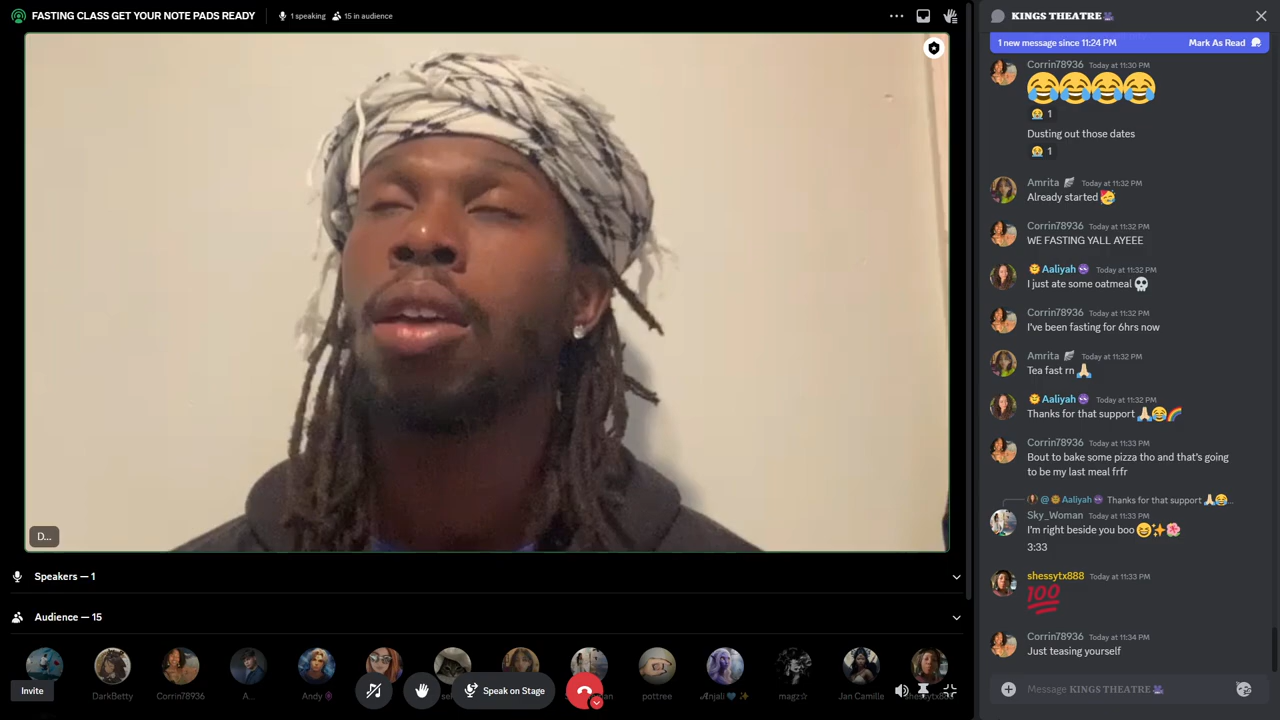 FASTING CLASS GET YOUR NOTE PADS READY
1 speaking
15 in audience
D...
Speakers — 1
Audience — 15
DarkBetty
Corrin78936
A...
Andy
pottree
Anjali
magz☆
Jan Camille
Invite
Speak on Stage
KINGS THEATRE
1 new message since 11:24 PM
Mark As Read
Corrin78936 Today at 11:30 PM
😂😂😂😂
😭 1
Dusting out those dates
😭 1
Amrita Today at 11:32 PM
Already started 🥳
Corrin78936 Today at 11:32 PM
WE FASTING YALL AYEEE
Aaliyah Today at 11:32 PM
I just ate some oatmeal 💀
Corrin78936 Today at 11:32 PM
I've been fasting for 6hrs now
Amrita Today at 11:32 PM
Tea fast rn 🙏🏼
Aaliyah Today at 11:32 PM
Thanks for that support 🙏🏼😂🌈
Corrin78936 Today at 11:33 PM
Bout to bake some pizza tho and that's going
to be my last meal frfr
@ Aaliyah Thanks for that support 🙏🏼😂...
Sky_Woman Today at 11:33 PM
I'm right beside you boo 😆✨🌸
3:33
shessytx888 Today at 11:33 PM
💯
Corrin78936 Today at 11:34 PM
Just teasing yourself
Message KINGS THEATRE